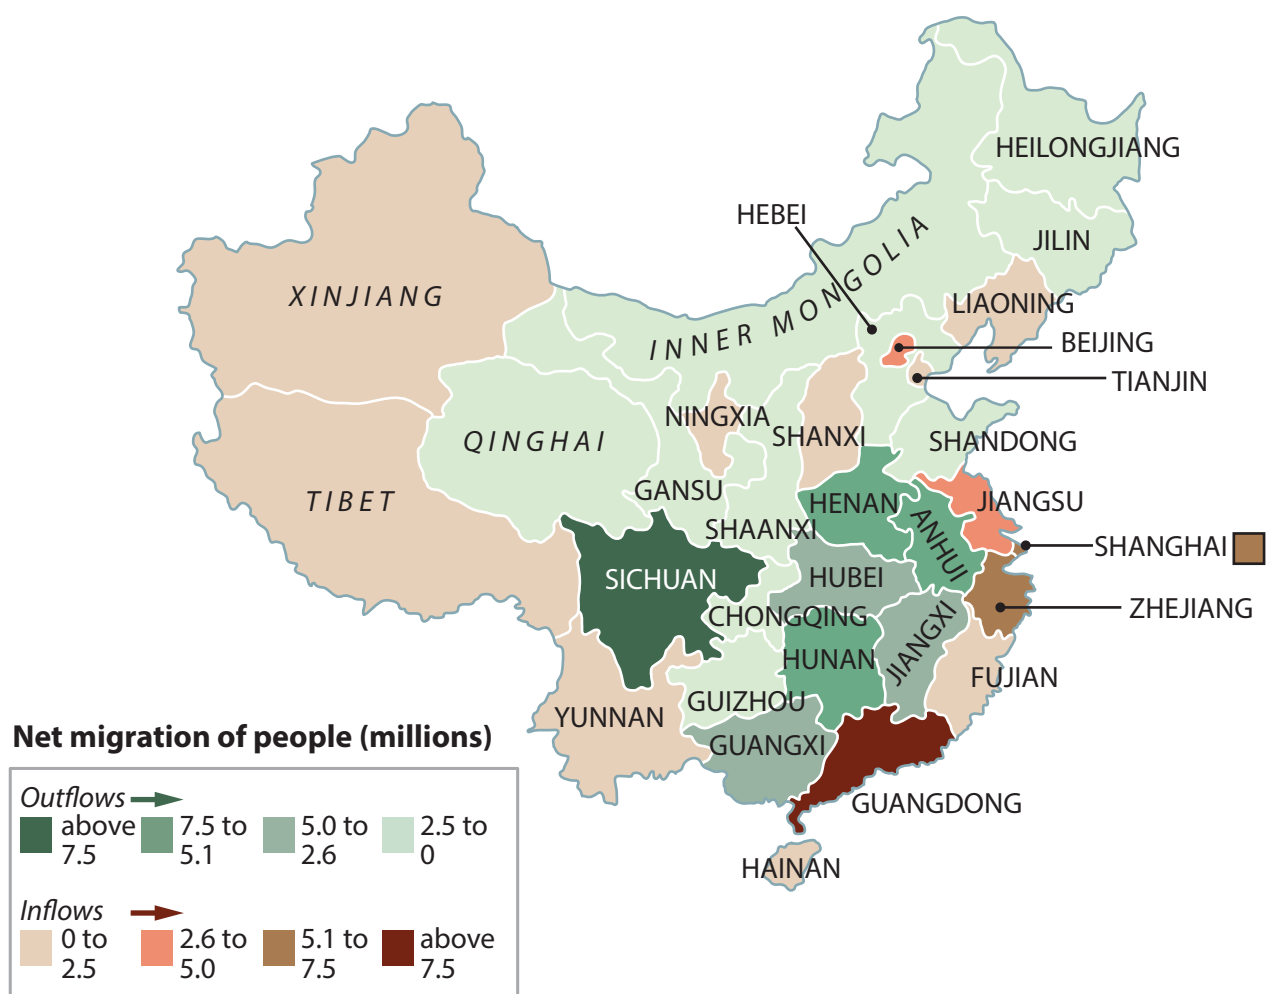 HEILONGJIANG
HEBEI
JILIN
INNER MONGOLIA
XINJIANG
LIAONING
BEIJING
TIANJIN
NINGXIA
SHANXI
QINGHAI
SHANDONG
GANSU
TIBET
HENAN
JIANGSU
SHAANXI
ANHUI
SHANGHAI
SICHUAN
HUBEI
CHONGQING
ZHEJIANG
JIANGXI
HUNAN
FUJIAN
GUIZHOU
YUNNAN
GUANGXI
GUANGDONG
HAINAN
Net migration of people (millions)
Outflows
above
7.5
7.5 to
5.1
5.0 to
2.6
2.5 to
0
Inflows
0 to
2.5
2.6 to
5.0
5.1 to
7.5
above
7.5